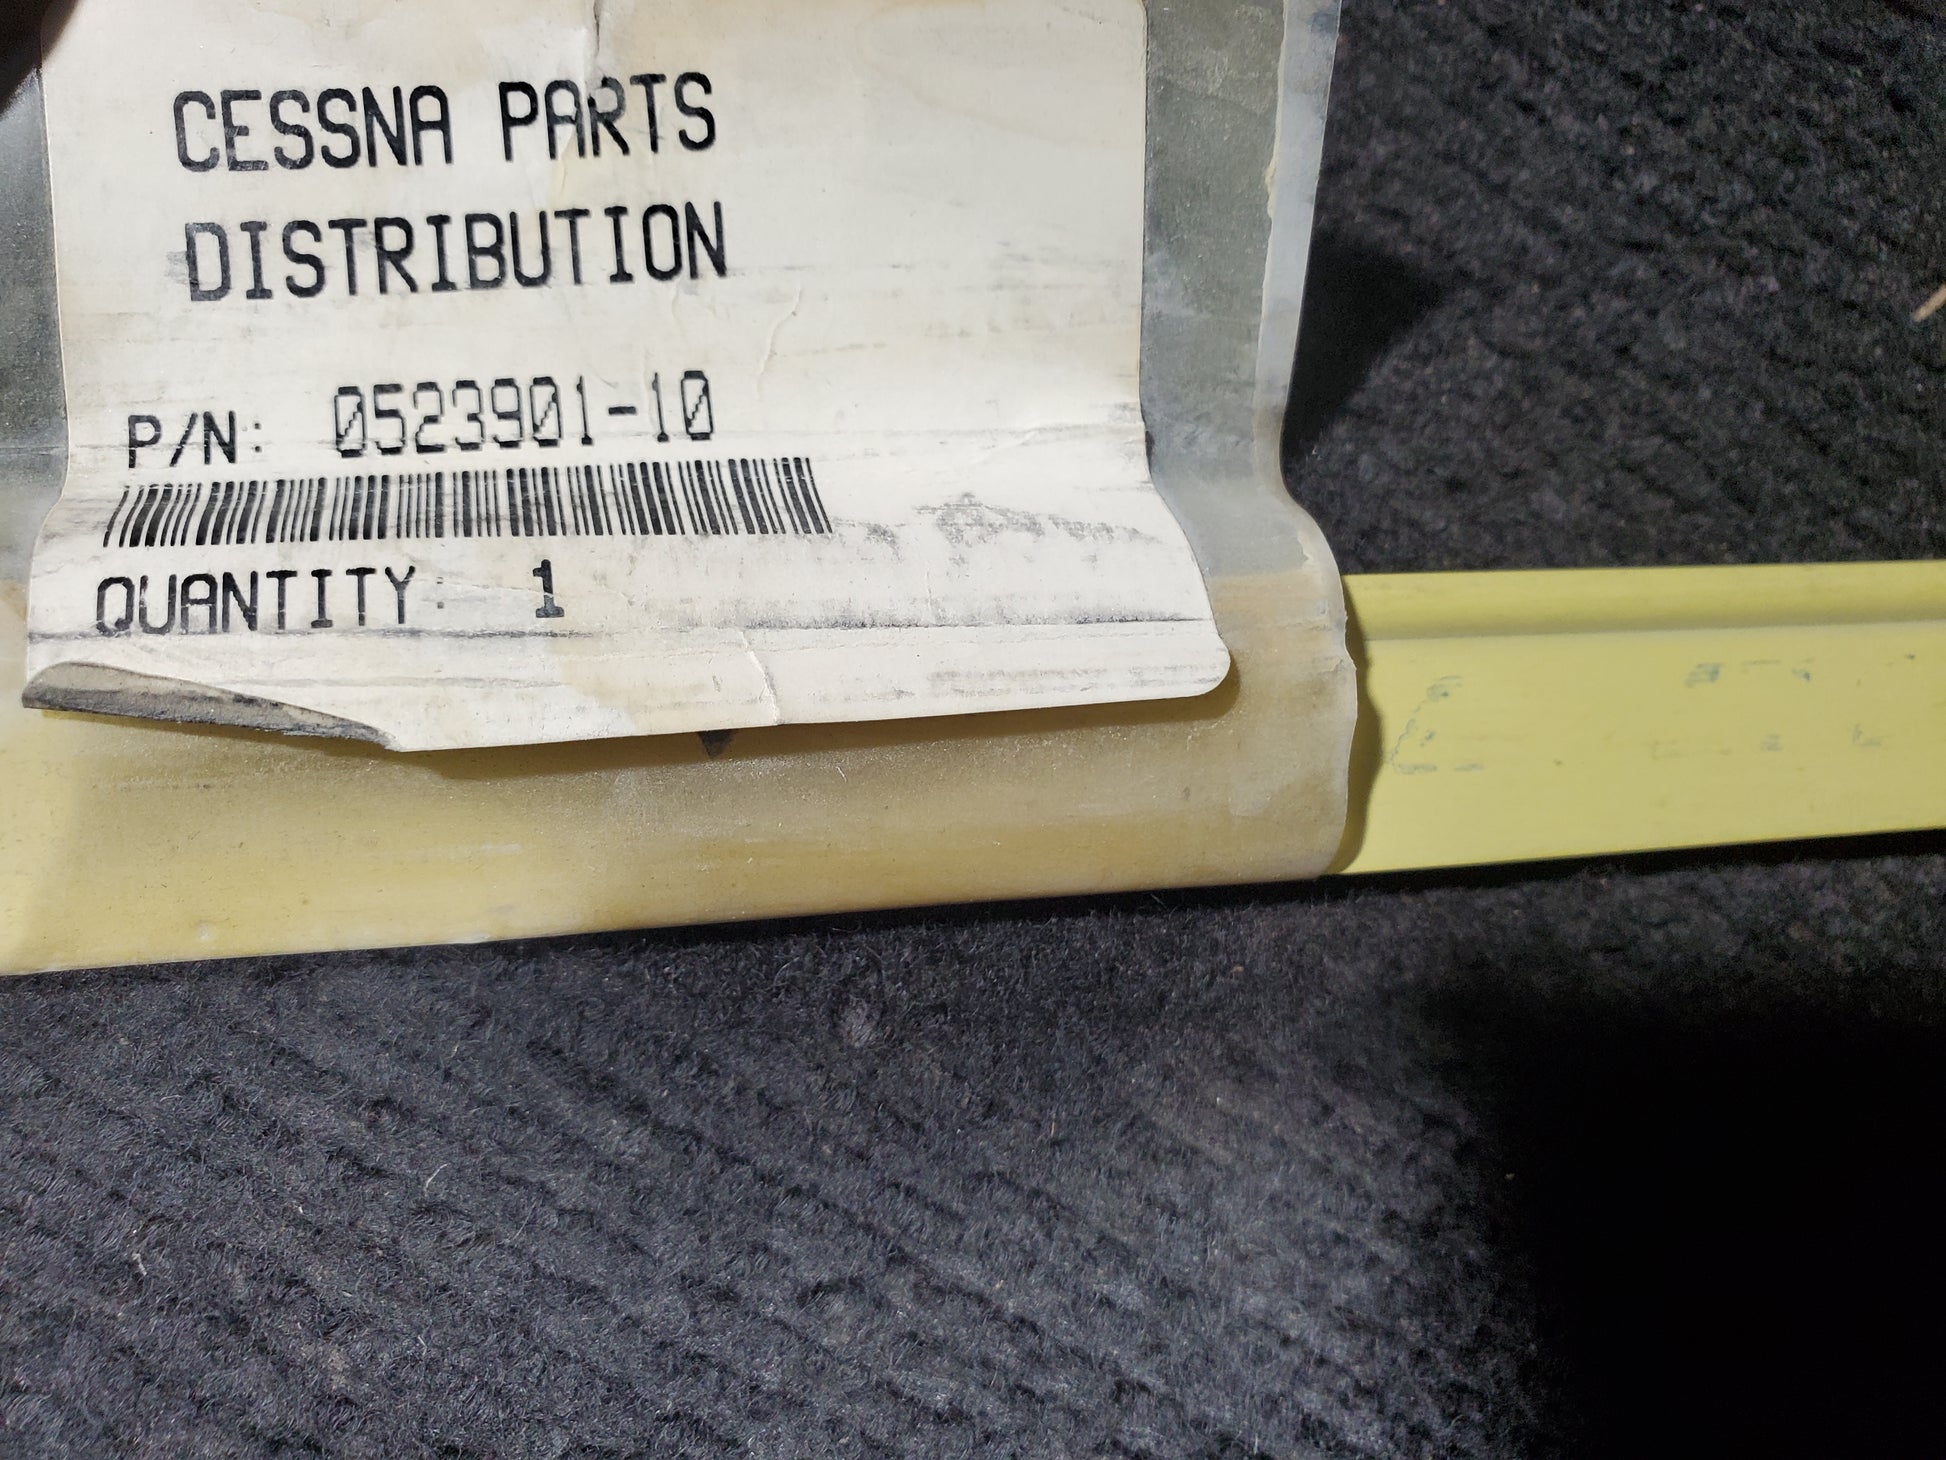 CESSNA PARTS
DISTRIBUTION
P/N: 0523901-10
QUANTITY: 1